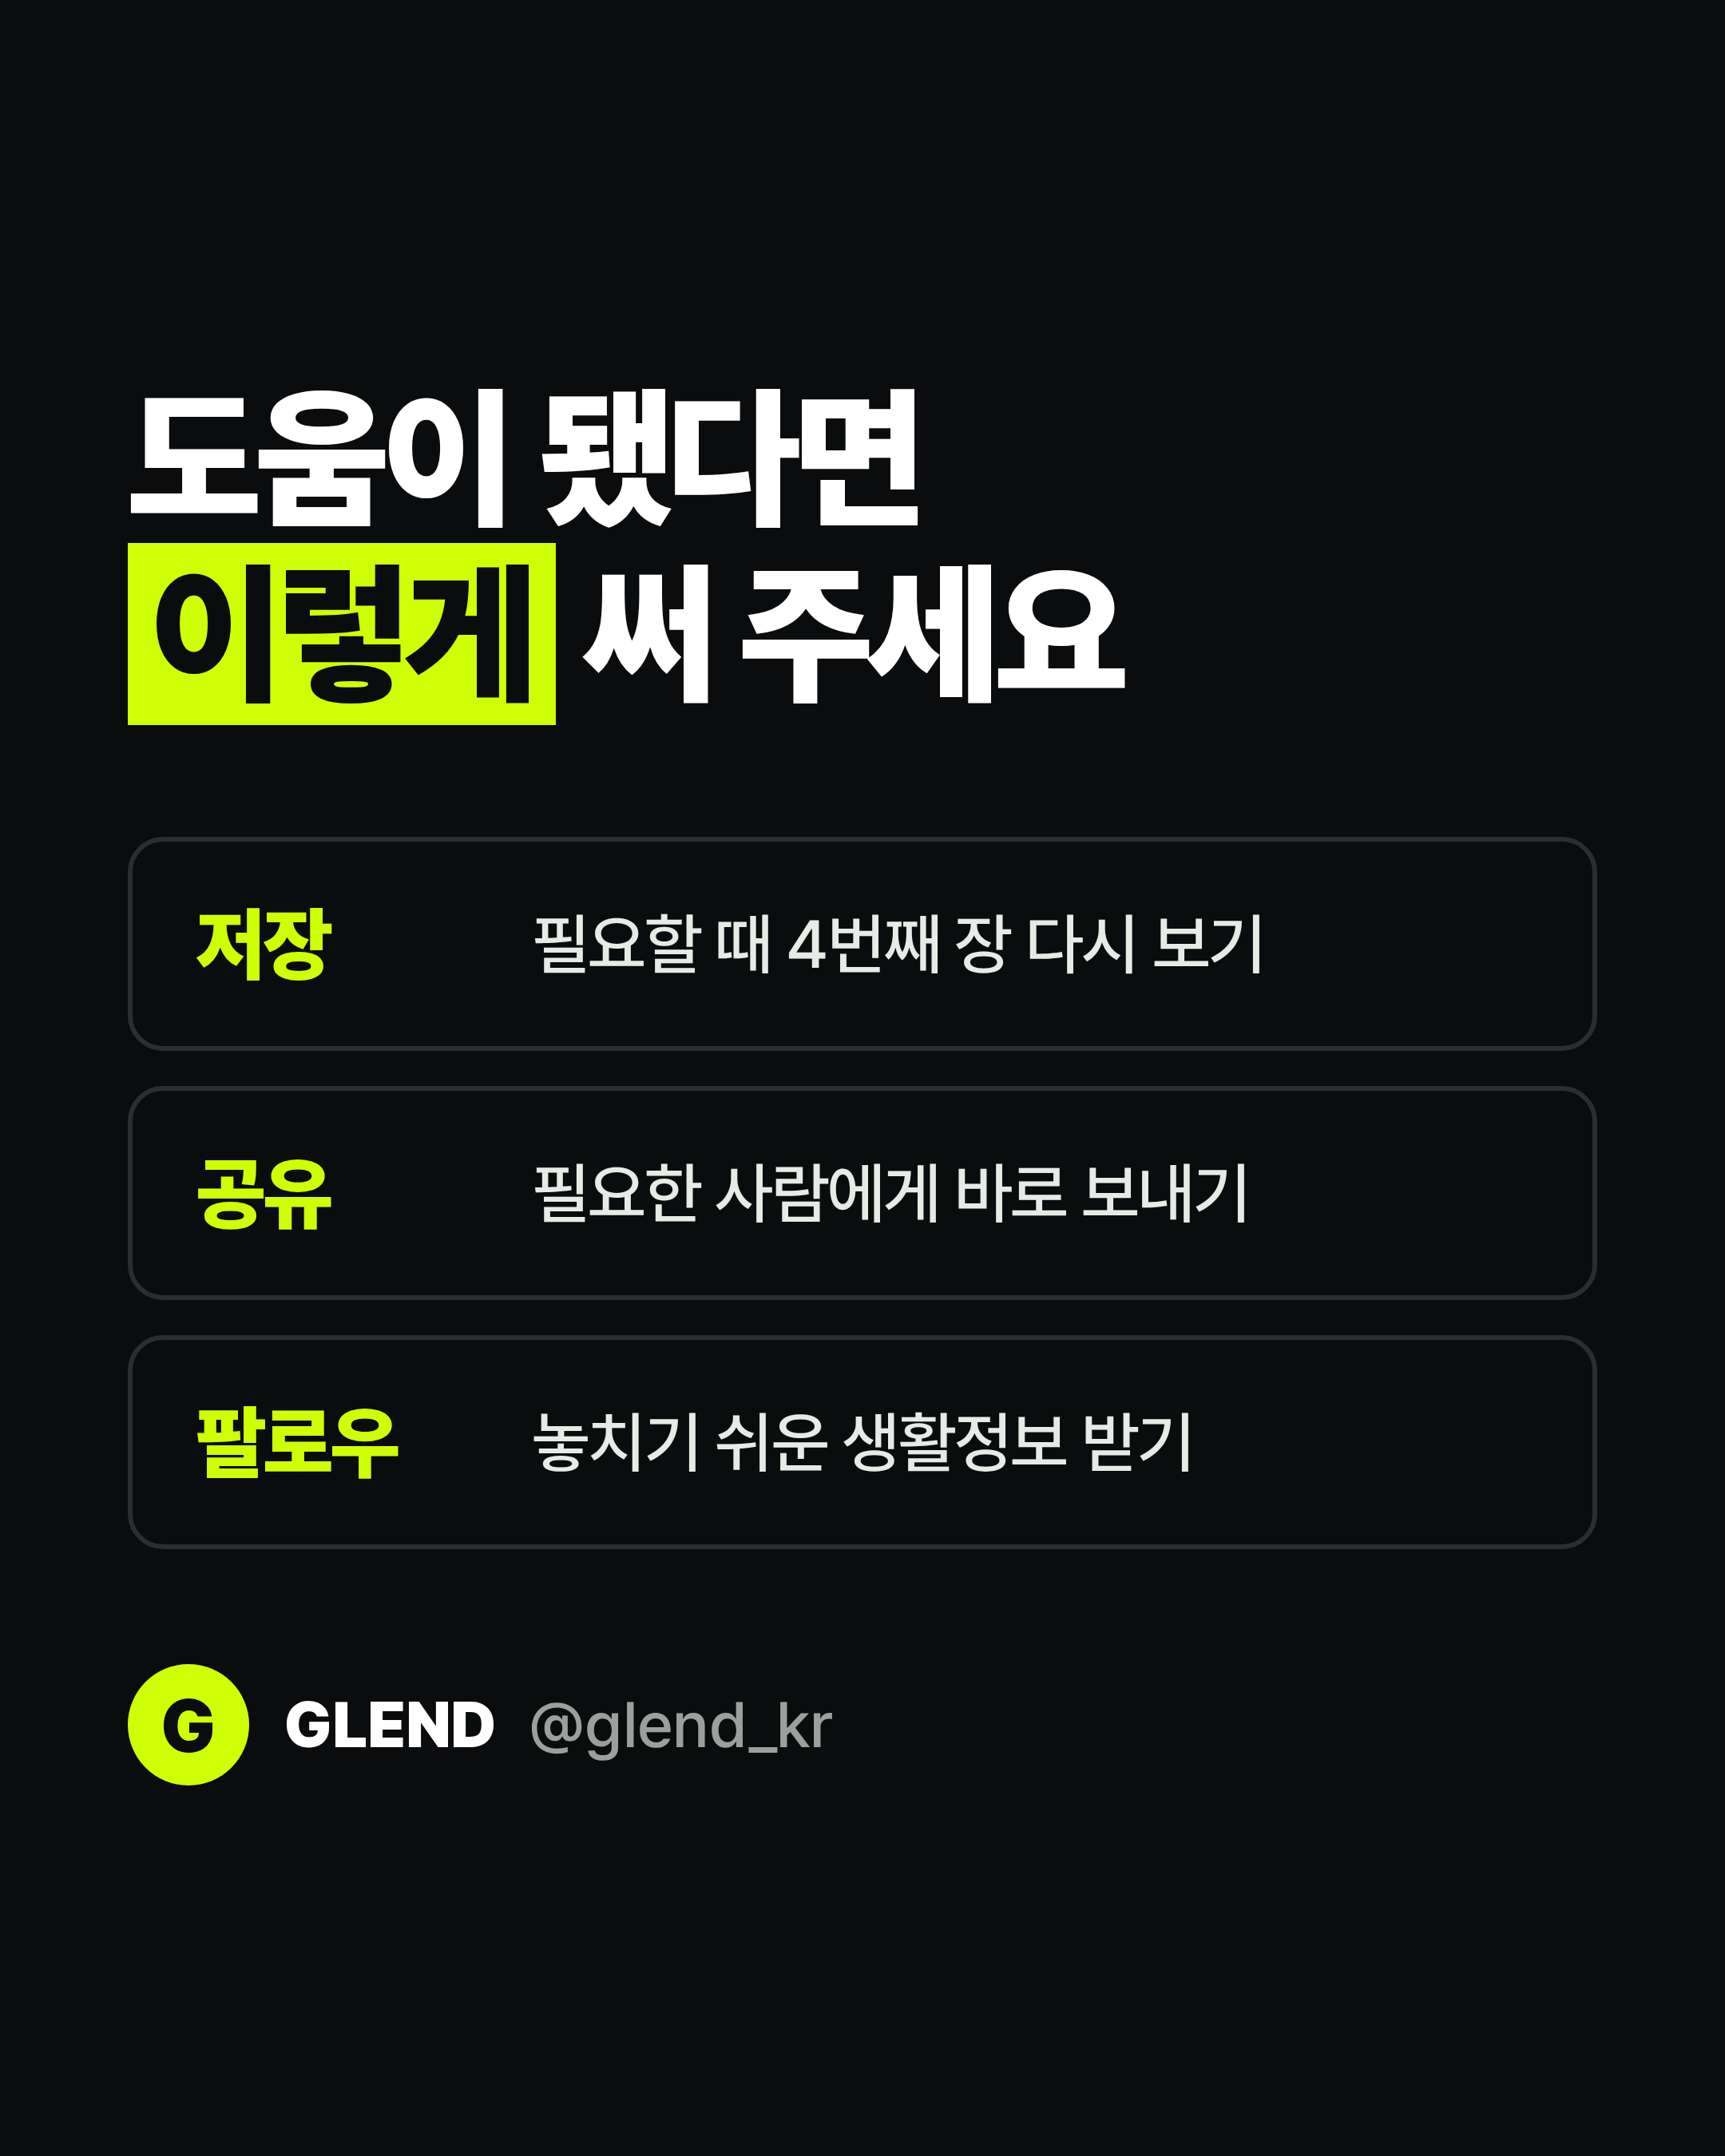 도움이 됐다면
이렇게 써 주세요
저장 필요할 때 4번째 장 다시 보기
공유 필요한 사람에게 바로 보내기
팔로우 놓치기 쉬운 생활정보 받기
G GLEND @glend_kr